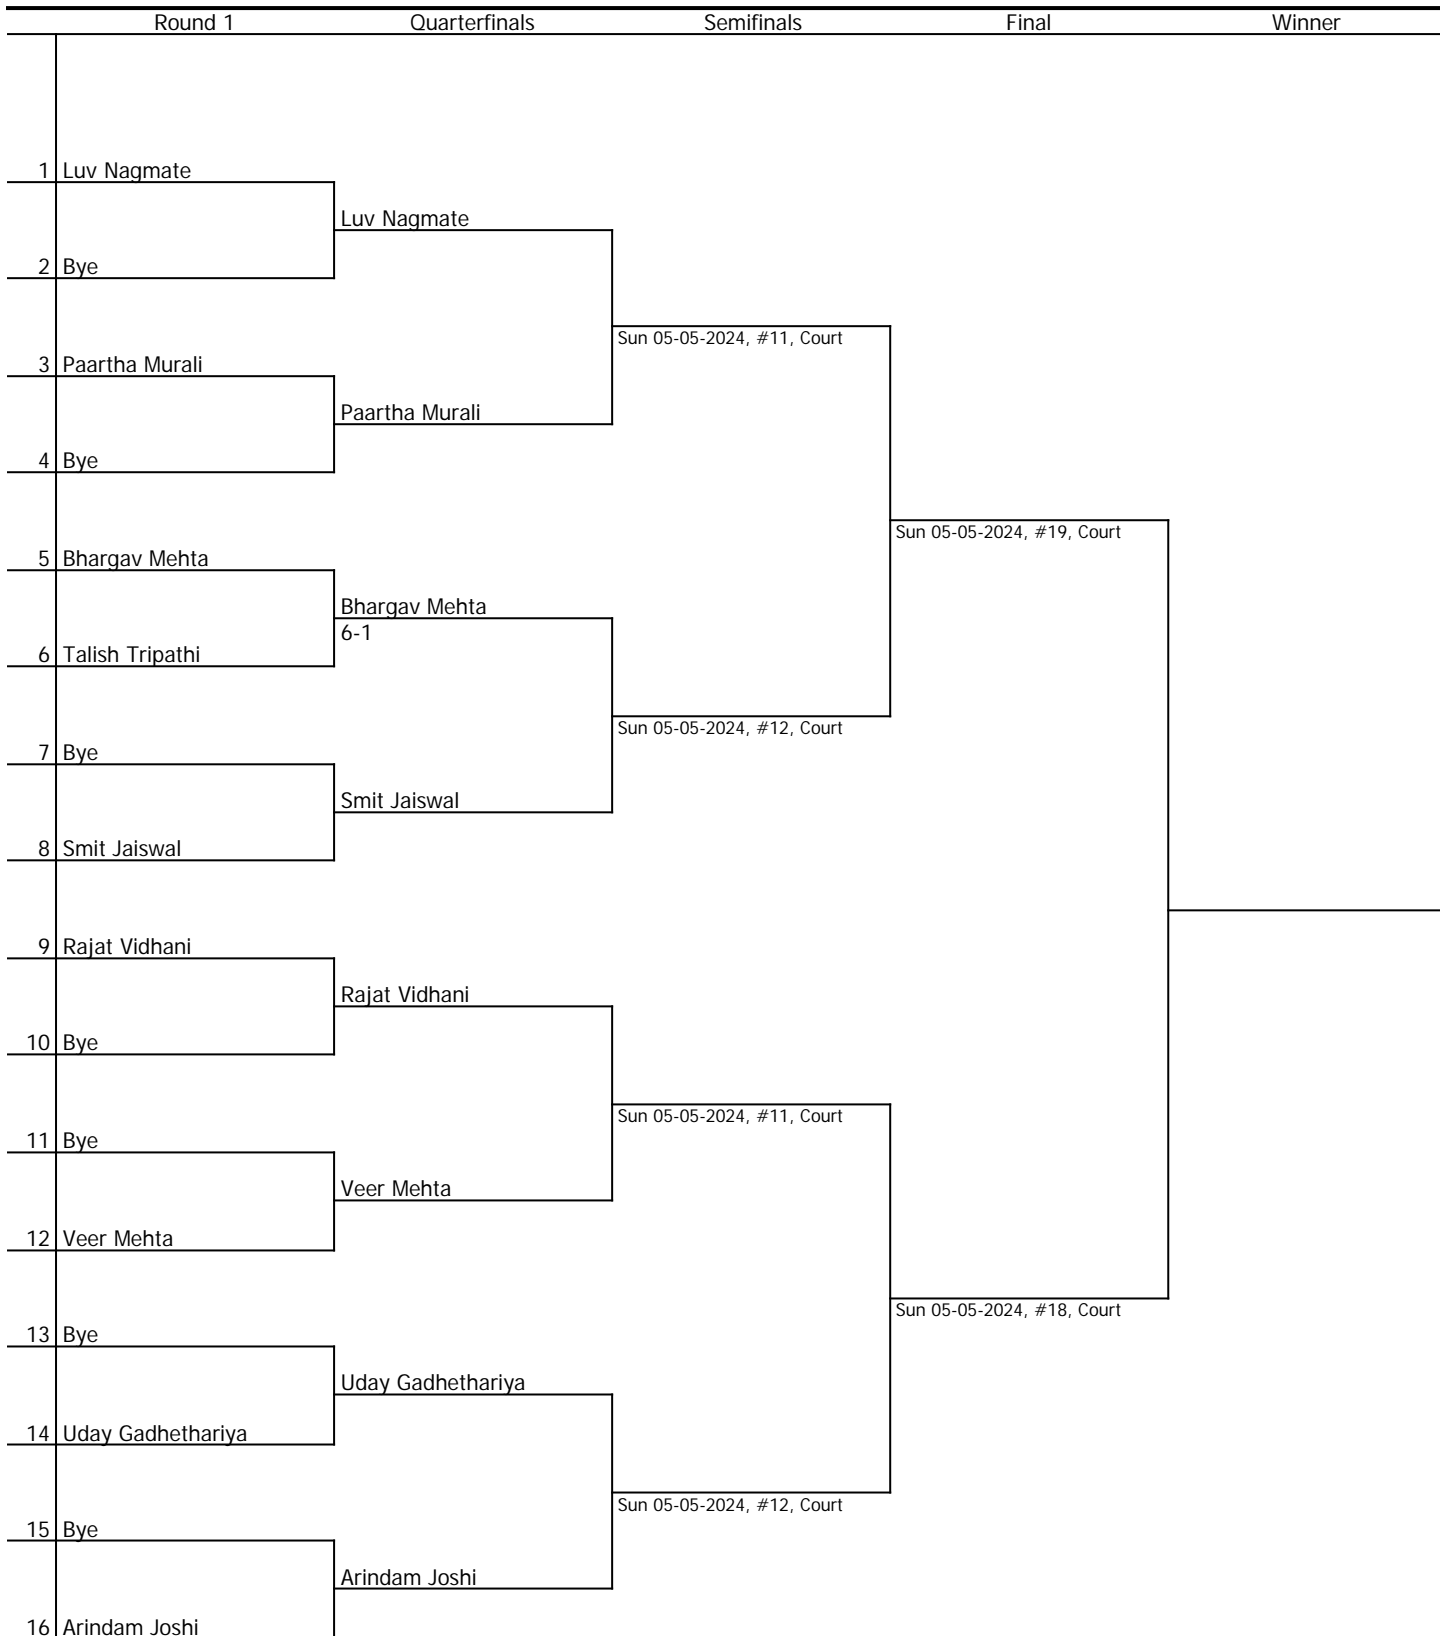 Round 1 Quarterfinals Semifinals Final Winner
1 Luv Nagmate
Luv Nagmate
2 Bye
Sun 05-05-2024, #11, Court
3 Paartha Murali
Paartha Murali
4 Bye
Sun 05-05-2024, #19, Court
5 Bhargav Mehta
Bhargav Mehta
6-1
6 Talish Tripathi
Sun 05-05-2024, #12, Court
7 Bye
Smit Jaiswal
8 Smit Jaiswal
9 Rajat Vidhani
Rajat Vidhani
10 Bye
Sun 05-05-2024, #11, Court
11 Bye
Veer Mehta
12 Veer Mehta
Sun 05-05-2024, #18, Court
13 Bye
Uday Gadhethariya
14 Uday Gadhethariya
Sun 05-05-2024, #12, Court
15 Bye
Arindam Joshi
16 Arindam Joshi